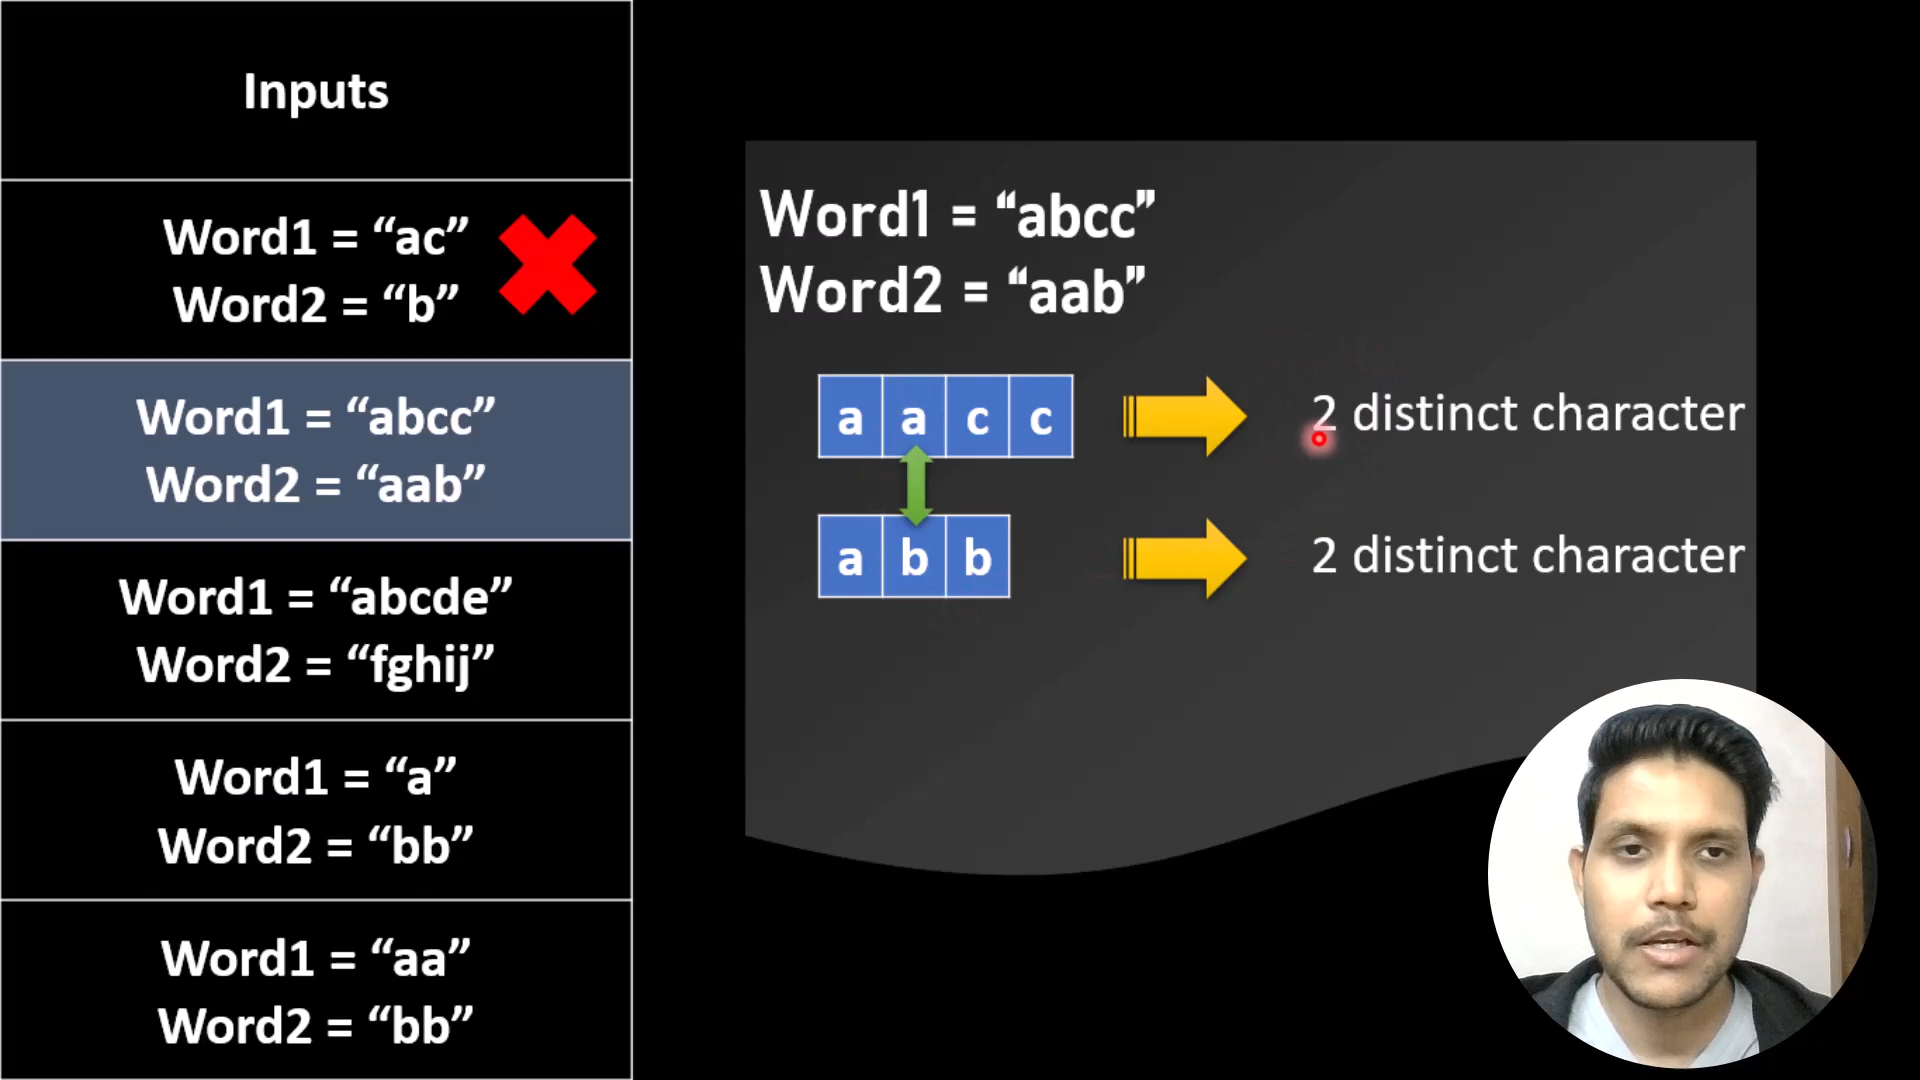 Inputs
Word1 = “ac”
Word2 = “b”
Word1 = “abcc”
Word2 = “aab”
Word1 = “abcde”
Word2 = “fghij”
Word1 = “a”
Word2 = “bb”
Word1 = “aa”
Word2 = “bb”
Word1 = “abcc”
Word2 = “aab”
a a c c 2 distinct character
a b b 2 distinct character